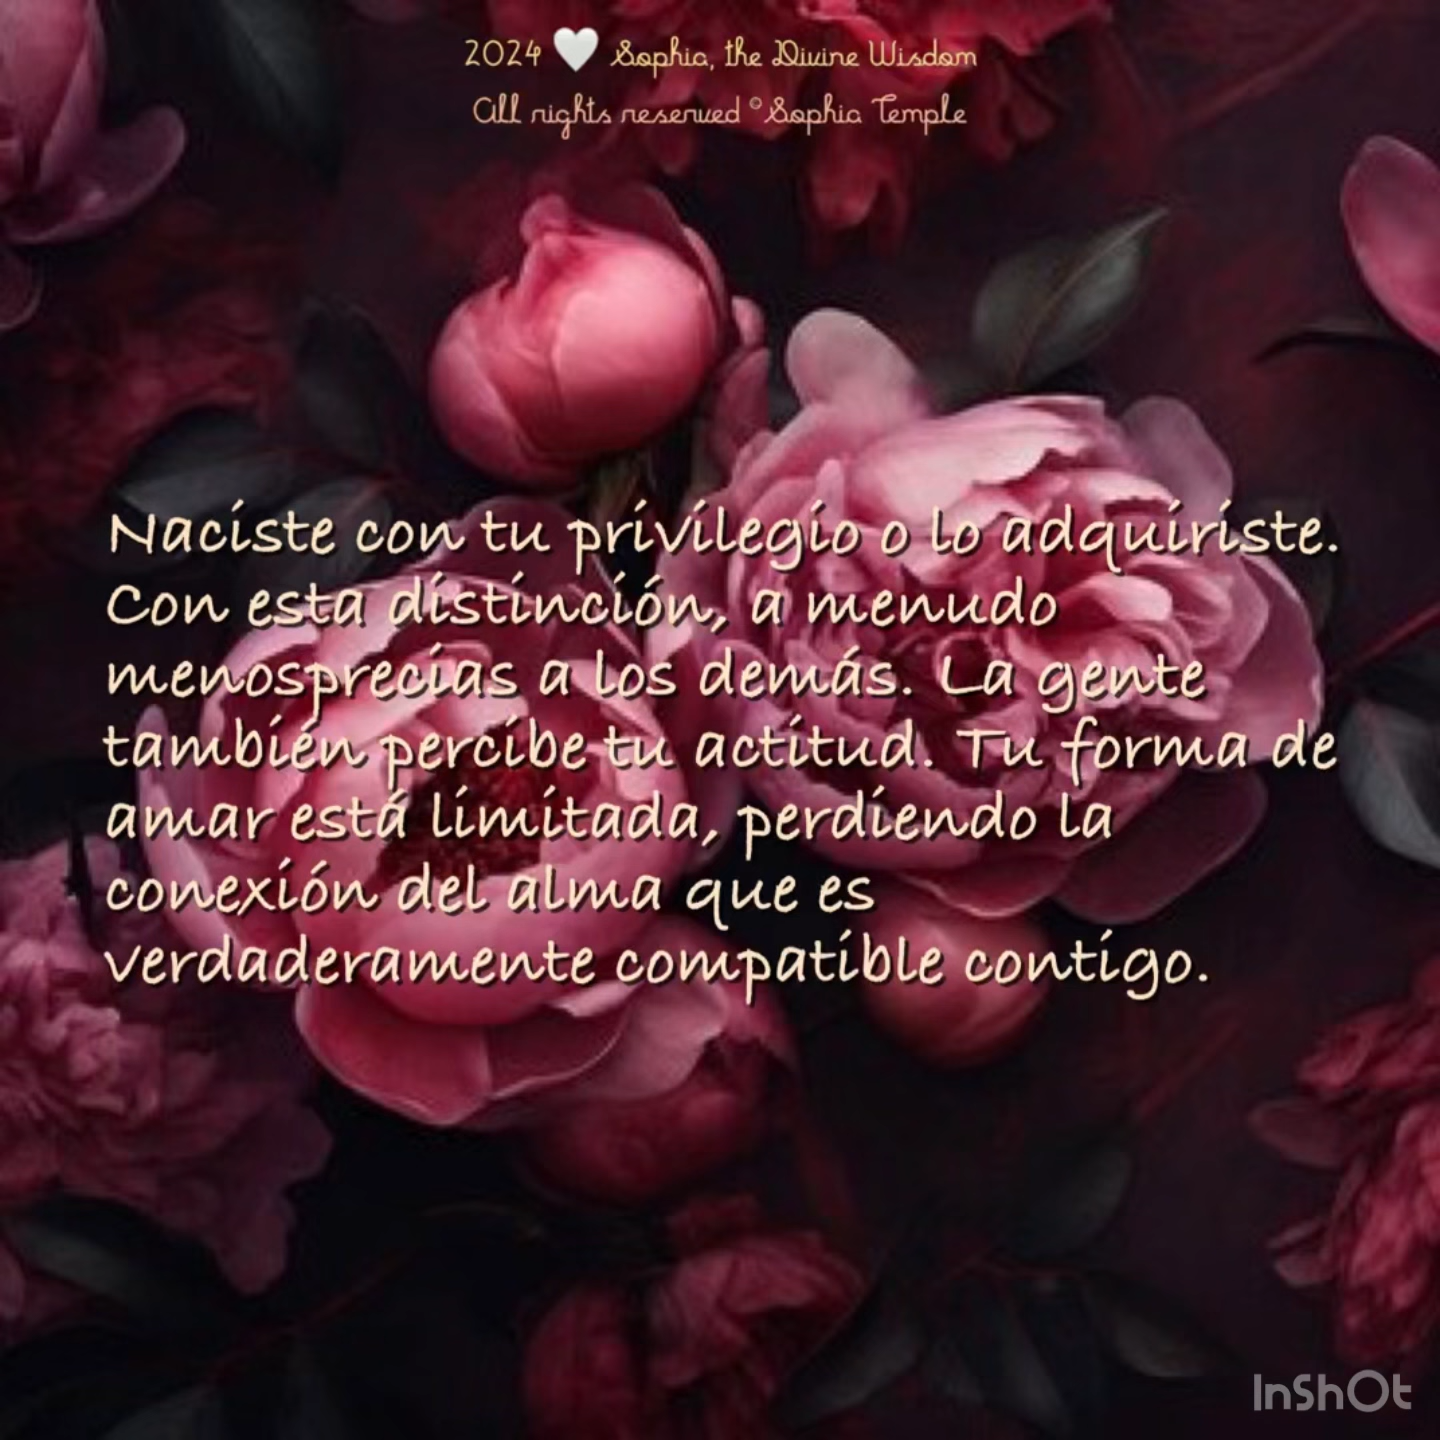 2024 🤍 Sophia, the Divine Wisdom
All rights reserved © Sophia Temple
Naciste con tu privilegio o lo adquiriste.
Con esta distinción, a menudo
menosprecias a los demás. La gente
también percibe tu actitud. Tu forma de
amar está limitada, perdiendo la
conexión del alma que es
verdaderamente compatible contigo.
InShOt